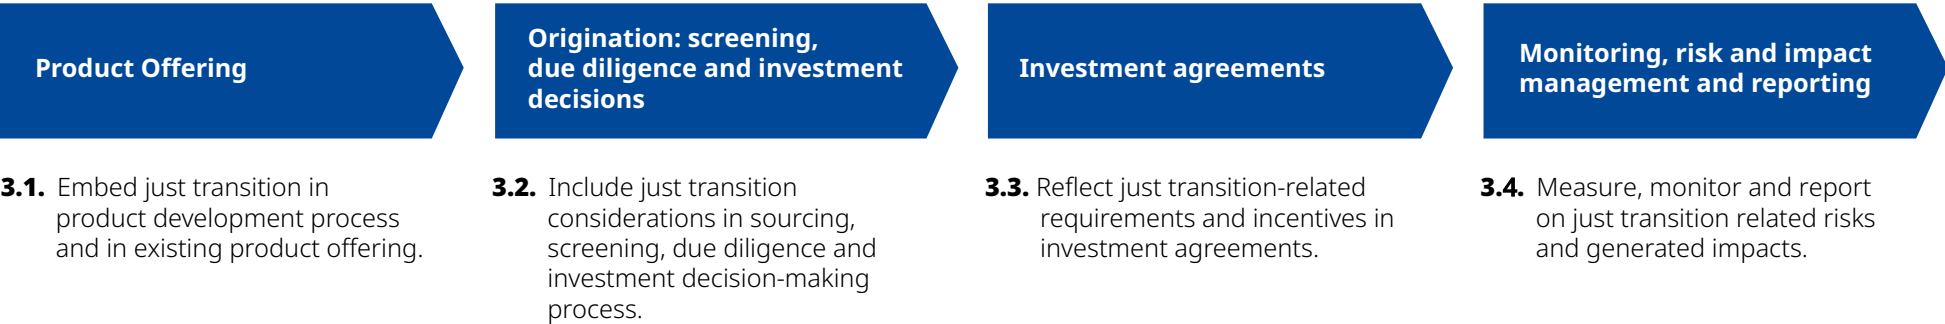 Product Offering
Origination: screening,
due diligence and investment
decisions
Investment agreements
Monitoring, risk and impact
management and reporting
3.1. Embed just transition in
product development process
and in existing product offering.
3.2. Include just transition
considerations in sourcing,
screening, due diligence and
investment decision-making
process.
3.3. Reflect just transition-related
requirements and incentives in
investment agreements.
3.4. Measure, monitor and report
on just transition related risks
and generated impacts.